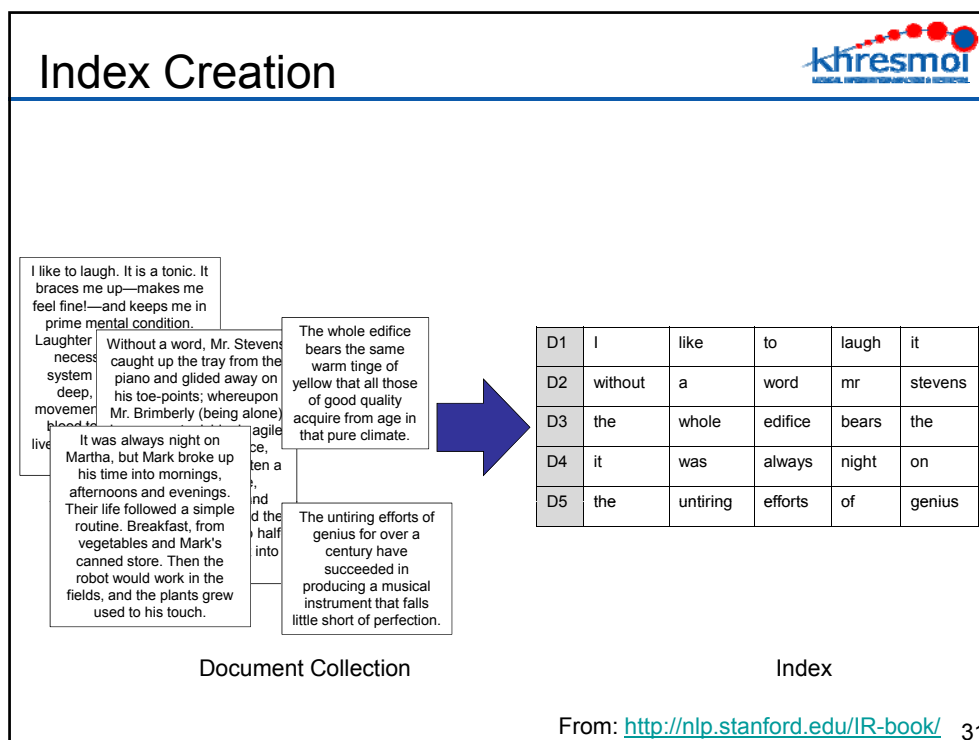 Index Creation
khresmoi
I like to laugh. It is a tonic. It
braces me up—makes me
feel fine!—and keeps me in
prime mental condition.
Laughter
necess
system
deep,
movemen
live
Without a word, Mr. Stevens
caught up the tray from the
piano and glided away on
his toe-points; whereupon
Mr. Brimberly (being alone)
agile
ce,
ten a
and
d the
half
into
It was always night on
Martha, but Mark broke up
his time into mornings,
afternoons and evenings.
Their life followed a simple
routine. Breakfast, from
vegetables and Mark's
canned store. Then the
robot would work in the
fields, and the plants grew
used to his touch.
The whole edifice
bears the same
warm tinge of
yellow that all those
of good quality
acquire from age in
that pure climate.
The untiring efforts of
genius for over a
century have
succeeded in
producing a musical
instrument that falls
little short of perfection.
D1 I like to laugh it
D2 without a word mr stevens
D3 the whole edifice bears the
D4 it was always night on
D5 the untiring efforts of genius
Document Collection
Index
From: http://nlp.stanford.edu/IR-book/ 31